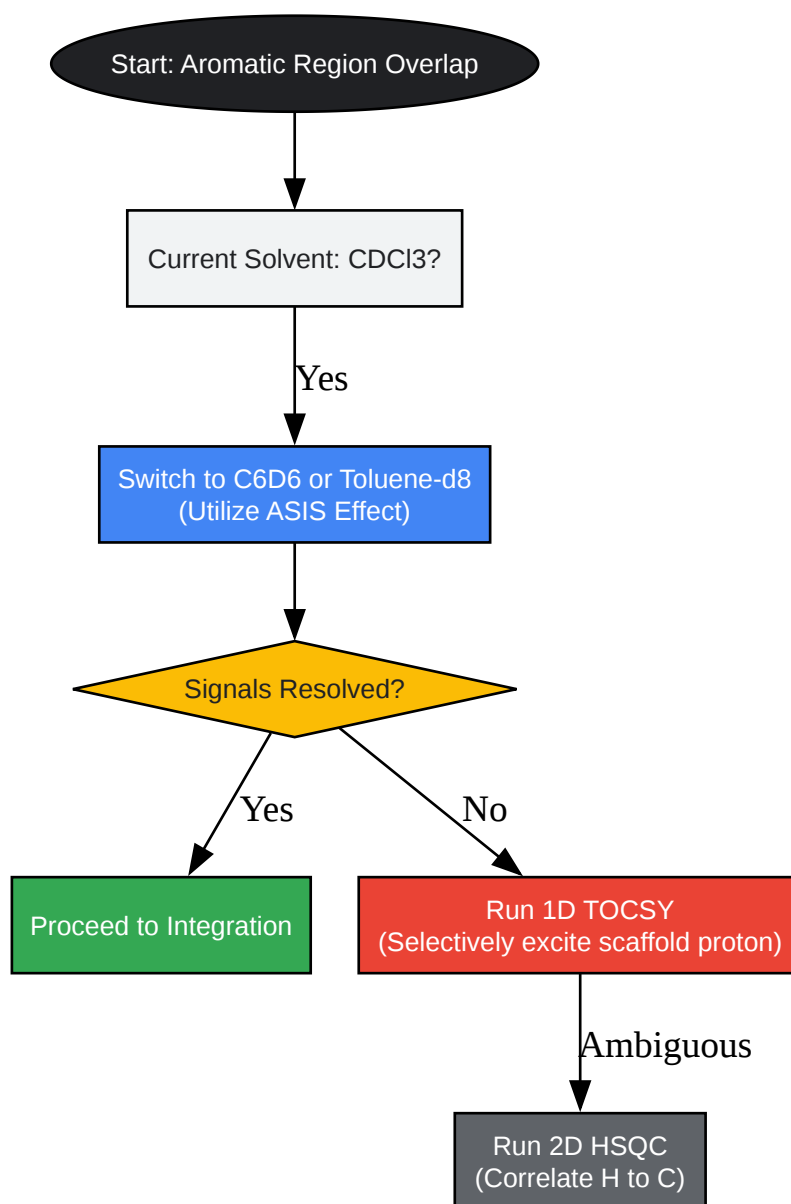 Start: Aromatic Region Overlap
Current Solvent: CDCl3?
Yes
Switch to C6D6 or Toluene-d8
(Utilize ASIS Effect)
Signals Resolved?
Yes
No
Proceed to Integration
Run 1D TOCSY
(Selectively excite scaffold proton)
Ambiguous
Run 2D HSQC
(Correlate H to C)